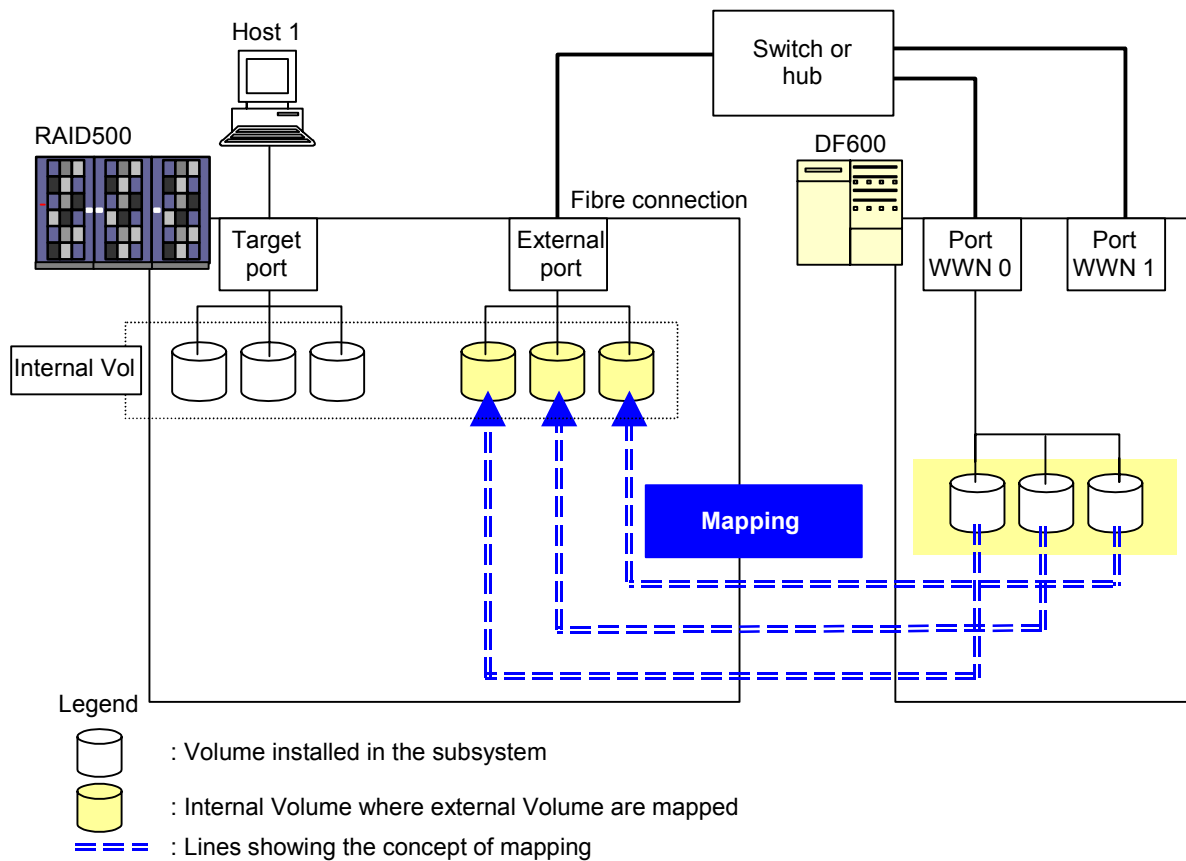 Host 1
Switch or
hub
RAID500
DF600
Fibre connection
Target
port
External
port
Port
WWN 0
Port
WWN 1
Internal Vol
Mapping
Legend
: Volume installed in the subsystem
: Internal Volume where external Volume are mapped
: Lines showing the concept of mapping